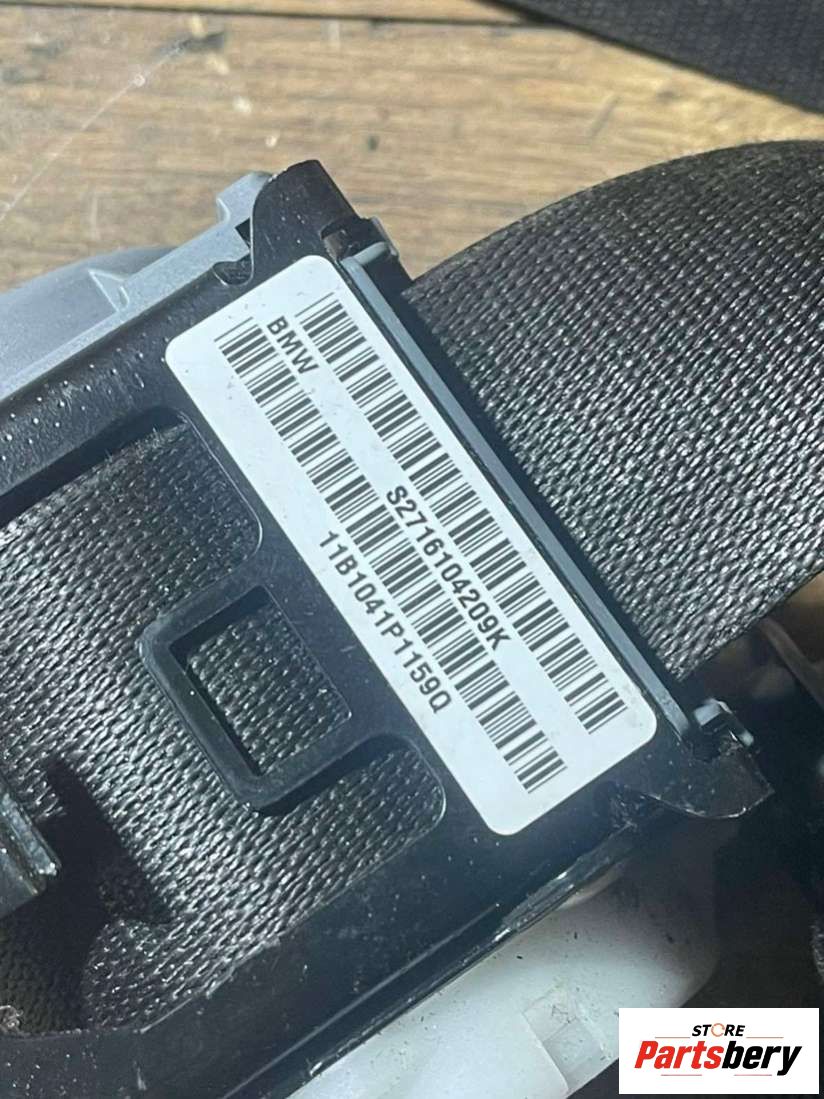 BMW
S2716104209K
11B1041P1159Q
STORE
Partsbery